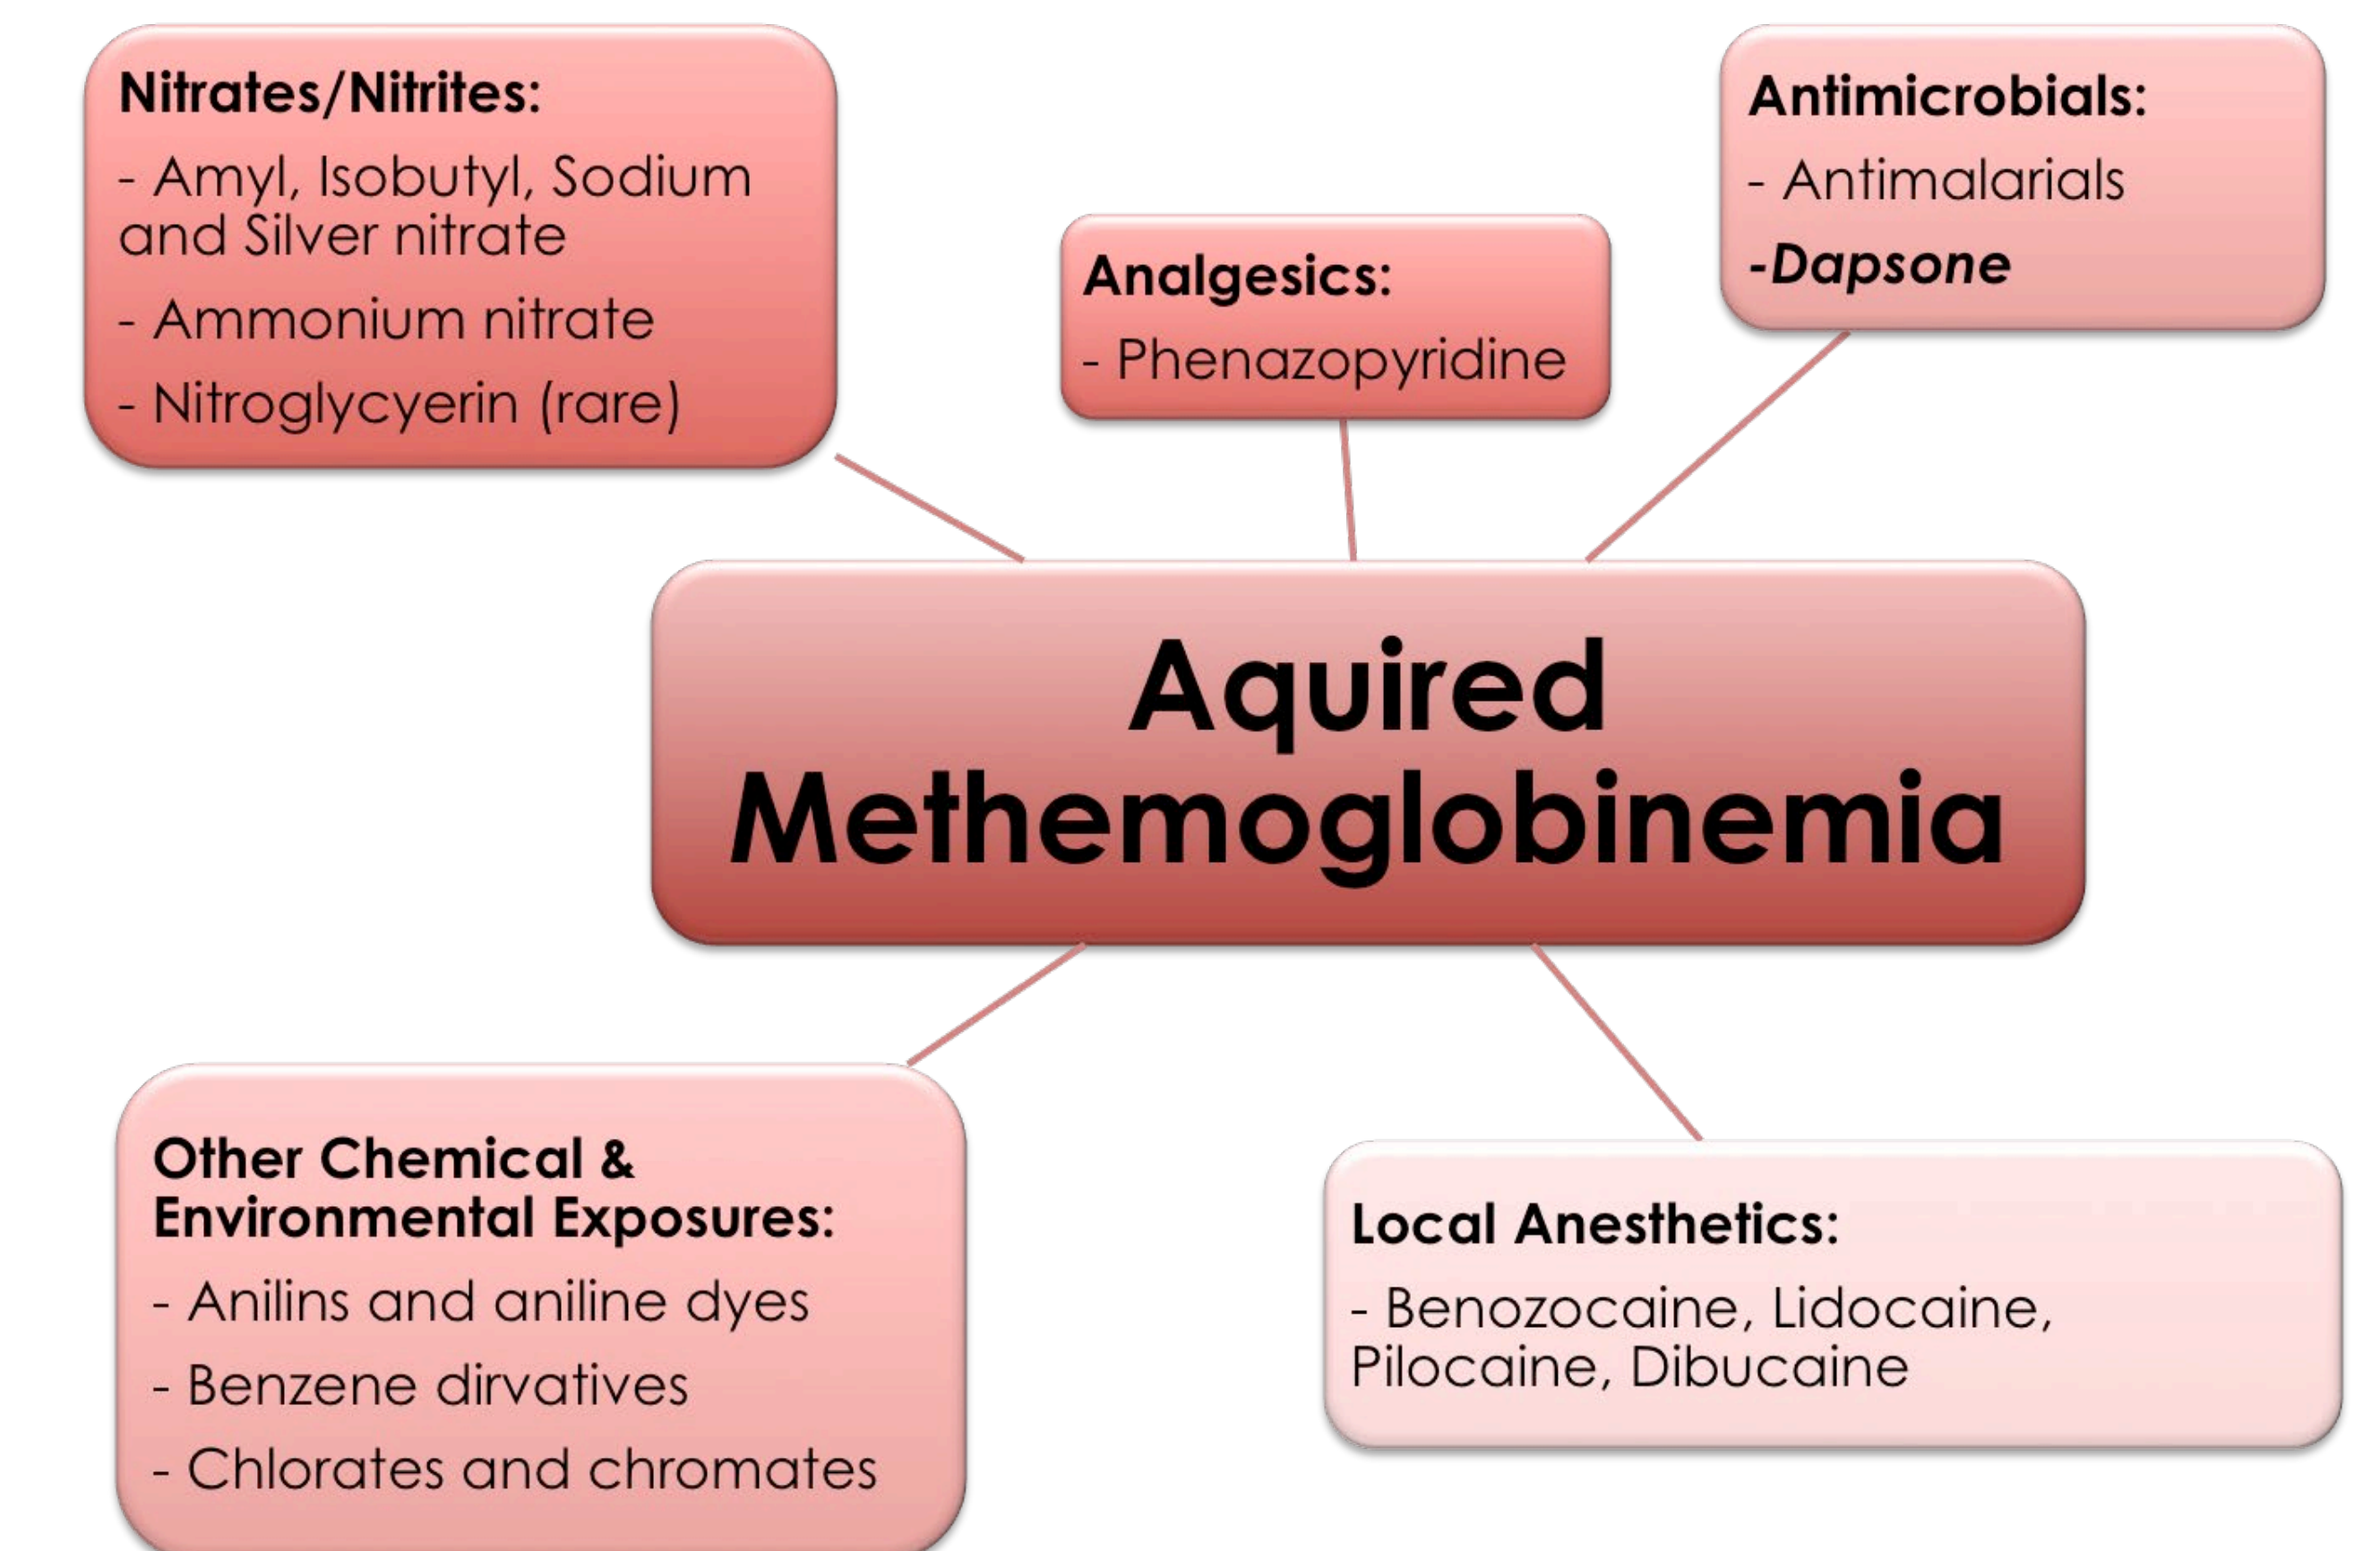 Nitrates/Nitrites:
- Amyl, Isobutyl, Sodium
and Silver nitrate
- Ammonium nitrate
- Nitroglycyerin (rare)
Analgesics:
- Phenazopyridine
Antimicrobials:
- Antimalarials
-Dapsone
Aquired
Methemoglobinemia
Other Chemical &
Environmental Exposures:
- Anilins and aniline dyes
- Benzene dirvatives
- Chlorates and chromates
Local Anesthetics:
- Benozocaine, Lidocaine,
Pilocaine, Dibucaine